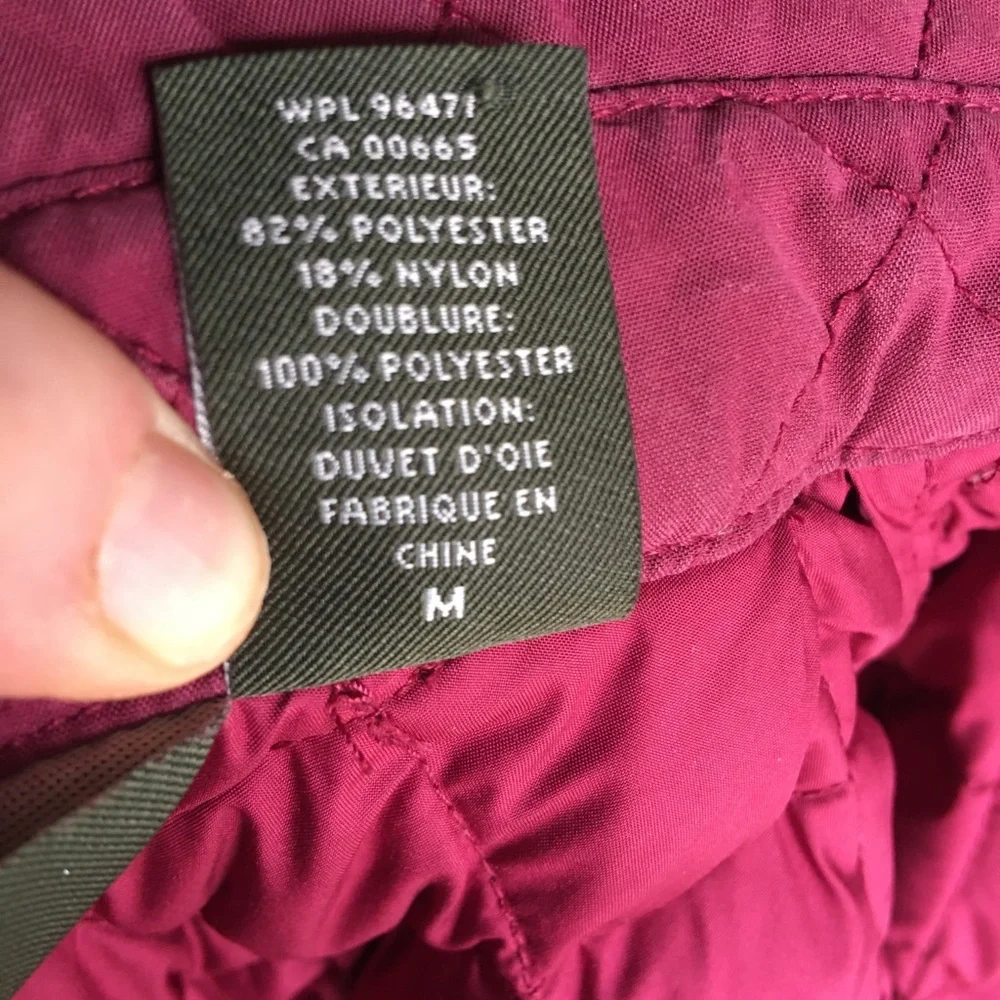 WPL 96471
CA 00665
EXTERIEUR:
82% POLYESTER
18% NYLON
DOUBLURE:
100% POLYESTER
ISOLATION:
DUVET D'OIE
FABRIQUE EN
CHINE
M